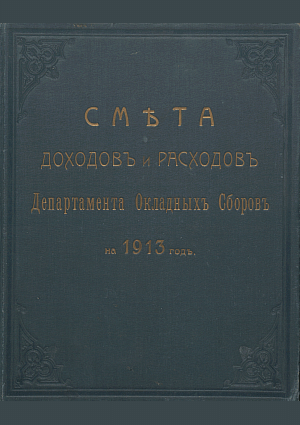 СМѢТА
ДОХОДОВЪ и РАСХОДОВЪ
Департамента Окладныхъ Сборовъ
на 1913 годъ.